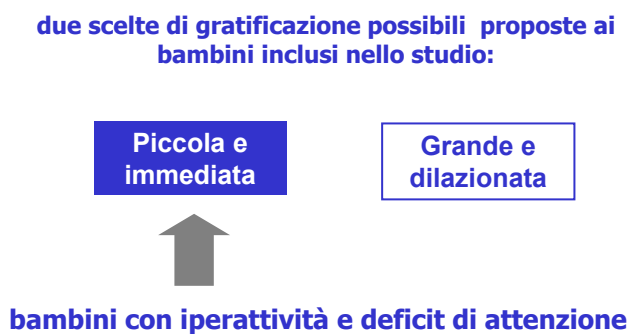 due scelte di gratificazione possibili proposte ai
bambini inclusi nello studio:
Piccola e
immediata
Grande e
dilazionata
bambini con iperattività e deficit di attenzione